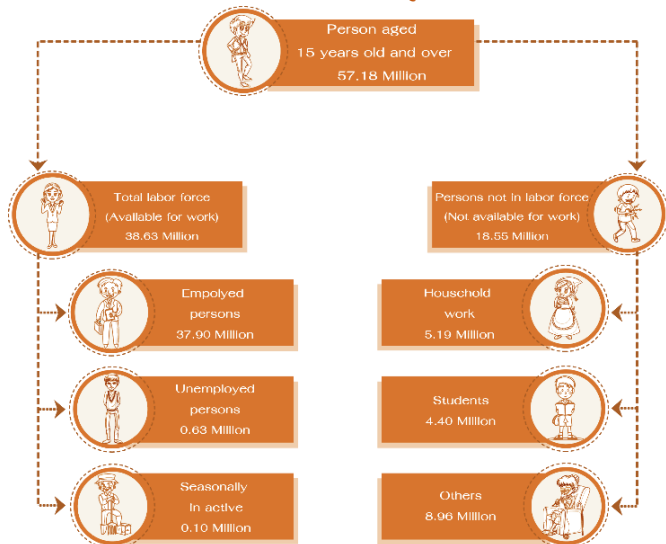 Person aged
15 years old and over
57.18 Million
Total labor force
(Available for work)
38.63 Million
Persons not in labor force
(Not available for work)
18.55 Million
Empolyed
persons
37.90 Million
Household
work
5.19 Million
Unemployed
persons
0.63 Million
Students
4.40 Million
Seasonally
In active
0.10 Million
Others
8.96 Million